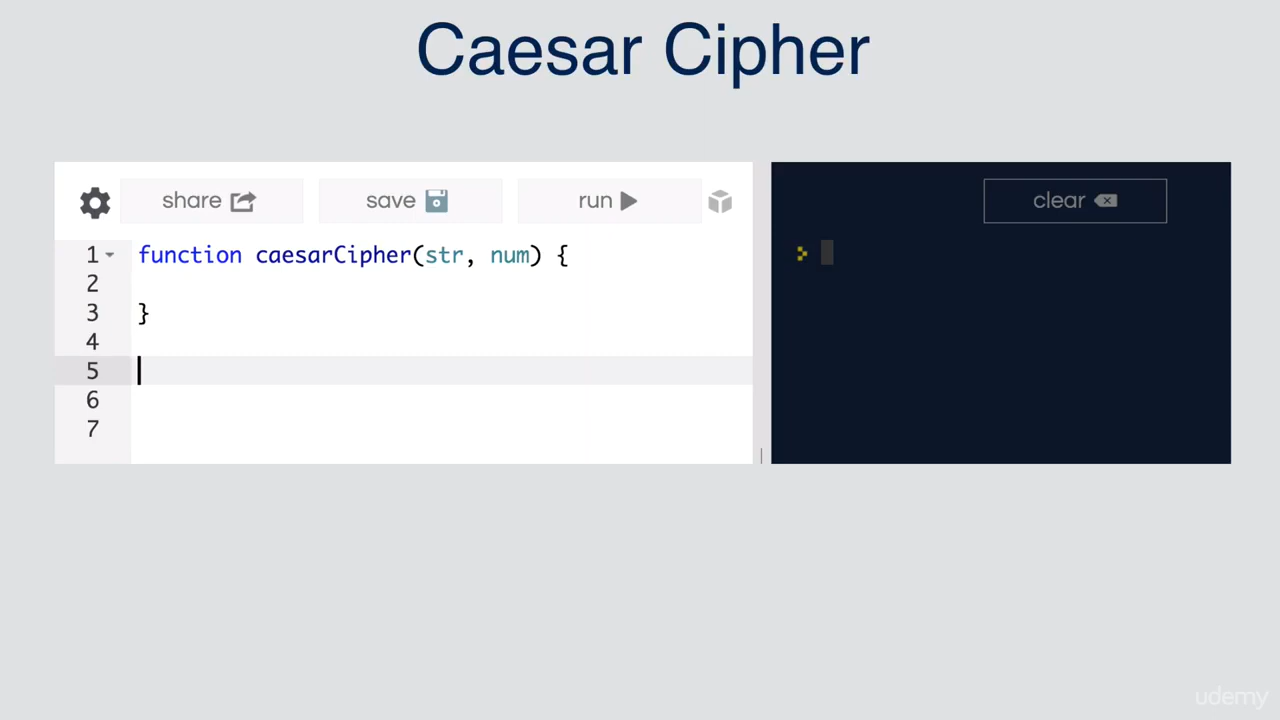 Caesar Cipher
share save run clear
1 function caesarCipher(str, num) {
2
3 }
4
5
6
7
udemy